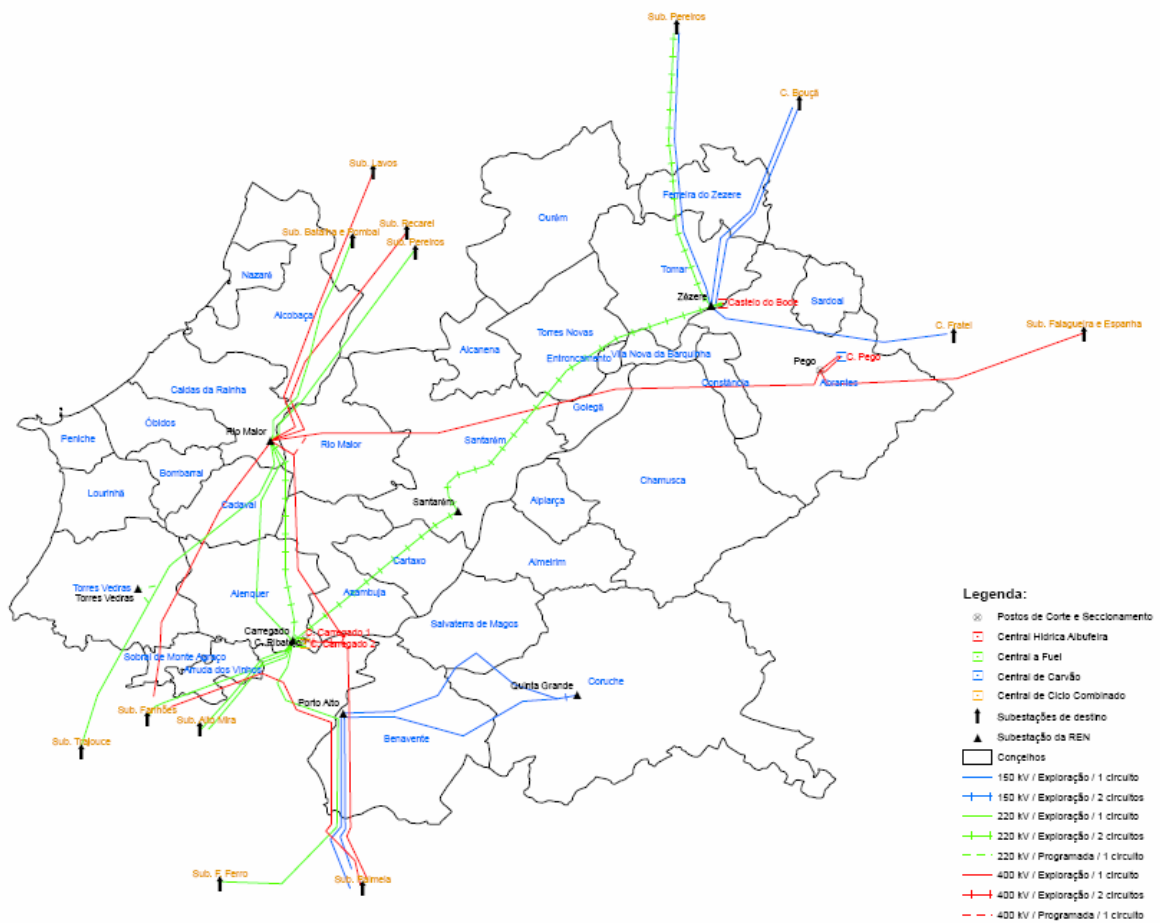 Sub. Pereiros
C. Bouçã
Sub. Lavos
Ferreira do Zezere
Ourém
Sub. Recarei
Sub. Batalha e Pombal
Sub. Pereiros
Nazaré
Tomar
Zêzere
Castelo do Bode
Sardoal
Alcobaça
C. Fratel
Sub. Falagueira e Espanha
Torres Novas
Alcanena
Entroncamento
Vila Nova da Barquinha
Pego
C. Pego
Constância
Abrantes
Caldas da Rainha
Golegã
Óbidos
Peniche
Rio Maior
Rio Maior
Santarém
Bombarral
Charnusca
Lourinhã
Cadaval
Santarém
Alpiarça
Cartaxo
Almeirim
Torres Vedras
Torres Vedras
Alenquer
Azambuja
Salvaterra de Magos
Carregado
C. Carregado 1
C. Ribatejo
C. Carregado 2
Sobral de Monte Agraço
Arruda dos Vinhos
Quinta Grande
Coruche
Porto Alto
Sub. Fanhões
Sub. Alto Mira
Benavente
Sub. Trajouce
Sub. F. Ferro
Sub. Palmela
Legenda:
Postos de Corte e Seccionamento
Central Hídrica Albufeira
Central a Fuel
Central de Carvão
Central de Ciclo Combinado
Subestações de destino
Subestação da REN
Conçelhos
150 kV / Exploração / 1 circuito
150 kV / Exploração / 2 circuitos
220 kV / Exploração / 1 circuito
220 kV / Exploração / 2 circuitos
220 kV / Programada / 1 circuito
400 kV / Exploração / 1 circuito
400 kV / Exploração / 2 circuitos
400 kV / Programada / 1 circuito